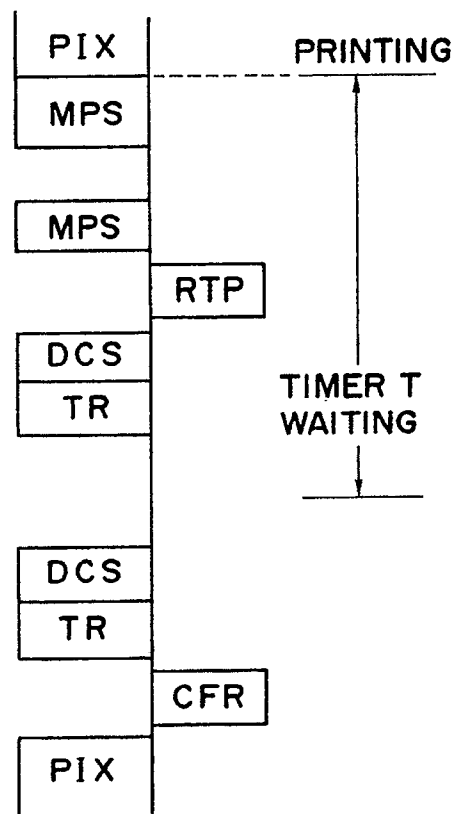 PIX
PRINTING
MPS
MPS
RTP
DCS
TR
TIMER T
WAITING
DCS
TR
CFR
PIX